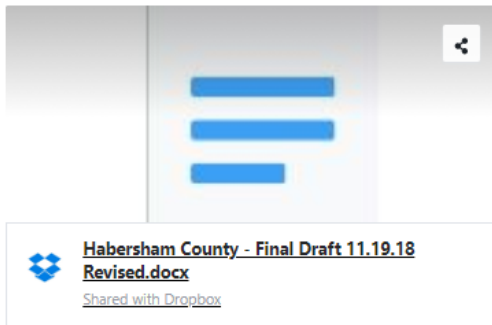 Habersham County - Final Draft 11.19.18
Revised.docx
Shared with Dropbox